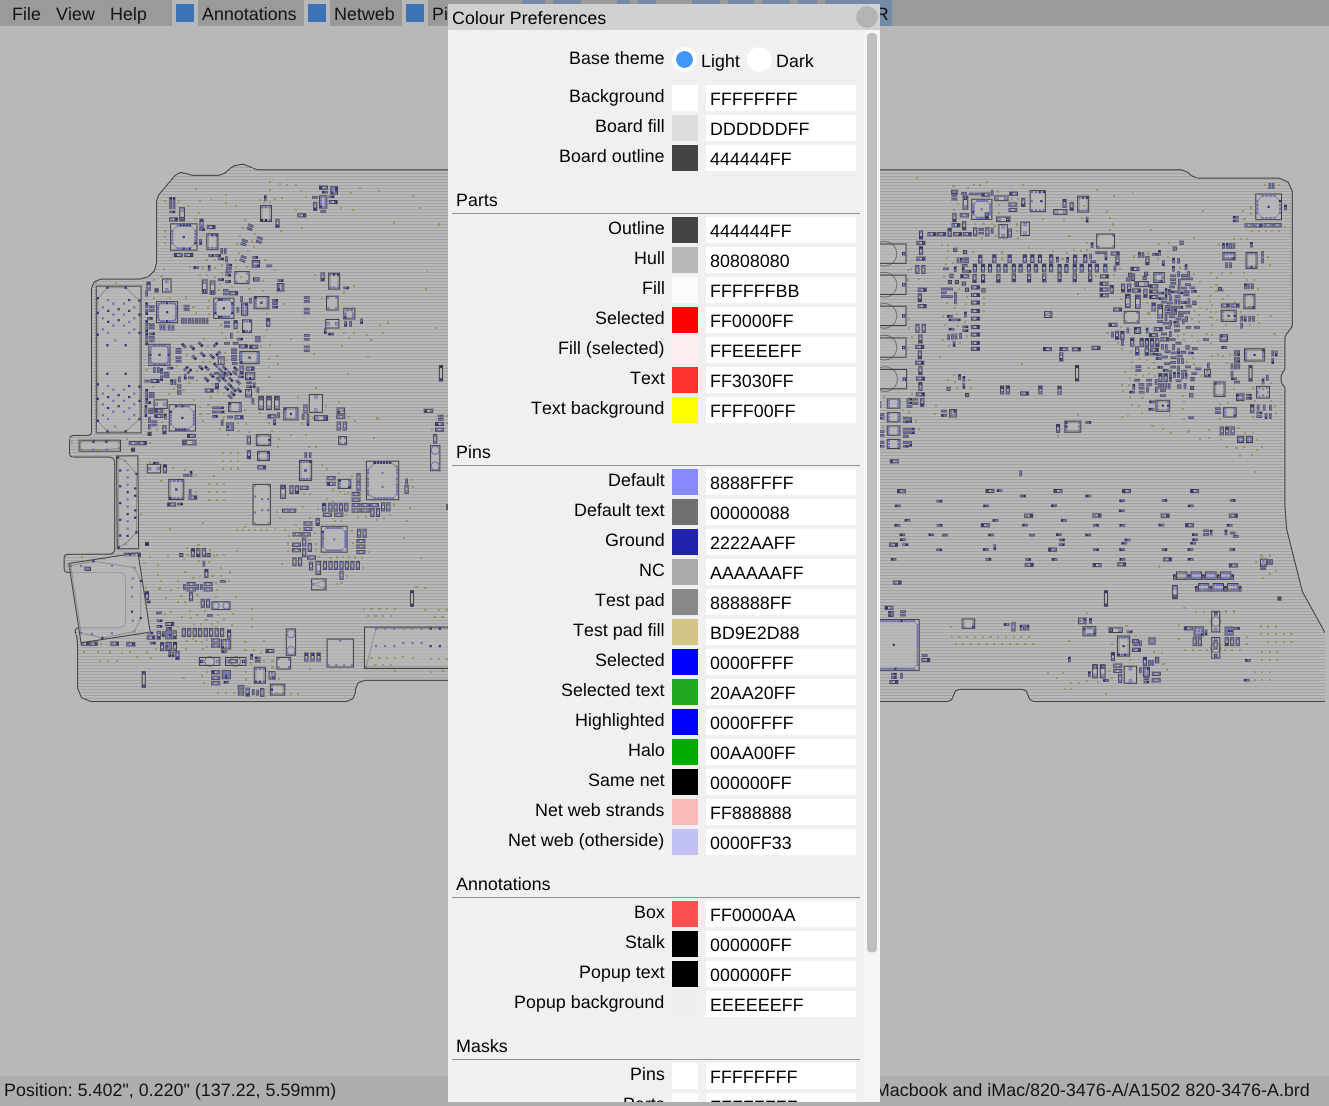 File View Help Annotations Netweb Pi R
Colour Preferences
Base theme Light Dark
Background FFFFFFFF
Board fill DDDDDDFF
Board outline 444444FF
Parts
Outline 444444FF
Hull 80808080
Fill FFFFFFBB
Selected FF0000FF
Fill (selected) FFEEEEFF
Text FF3030FF
Text background FFFF00FF
Pins
Default 8888FFFF
Default text 00000088
Ground 2222AAFF
NC AAAAAAFF
Test pad 888888FF
Test pad fill BD9E2D88
Selected 0000FFFF
Selected text 20AA20FF
Highlighted 0000FFFF
Halo 00AA00FF
Same net 000000FF
Net web strands FF888888
Net web (otherside) 0000FF33
Annotations
Box FF0000AA
Stalk 000000FF
Popup text 000000FF
Popup background EEEEEEFF
Masks
Pins FFFFFFFF
Position: 5.402", 0.220" (137.22, 5.59mm) Macbook and iMac/820-3476-A/A1502 820-3476-A.brd